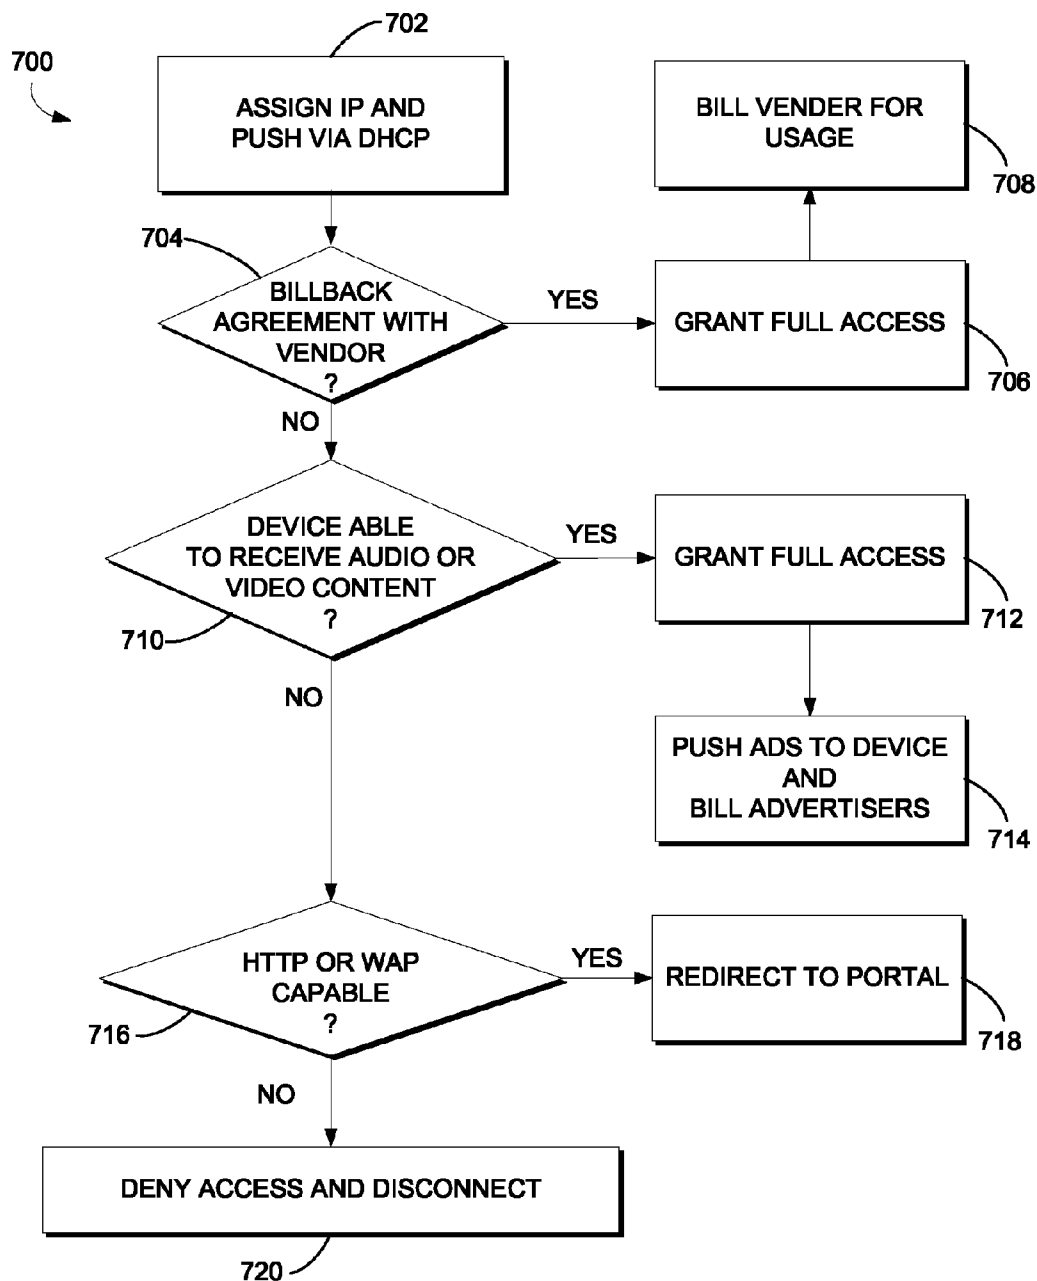 702
700
ASSIGN IP AND
PUSH VIA DHCP
BILL VENDER FOR
USAGE
708
704
BILLBACK
AGREEMENT WITH
VENDOR
?
YES
GRANT FULL ACCESS
706
NO
DEVICE ABLE
TO RECEIVE AUDIO OR
VIDEO CONTENT
?
710
YES
GRANT FULL ACCESS
712
NO
PUSH ADS TO DEVICE
AND
BILL ADVERTISERS
714
HTTP OR WAP
CAPABLE
?
716
YES
REDIRECT TO PORTAL
718
NO
DENY ACCESS AND DISCONNECT
720